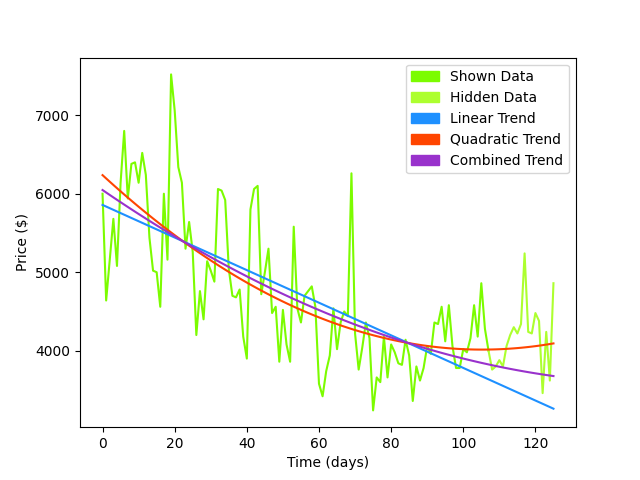 Shown Data
Hidden Data
Linear Trend
Quadratic Trend
Combined Trend
7000
6000
5000
4000
Price ($)
0 20 40 60 80 100 120
Time (days)